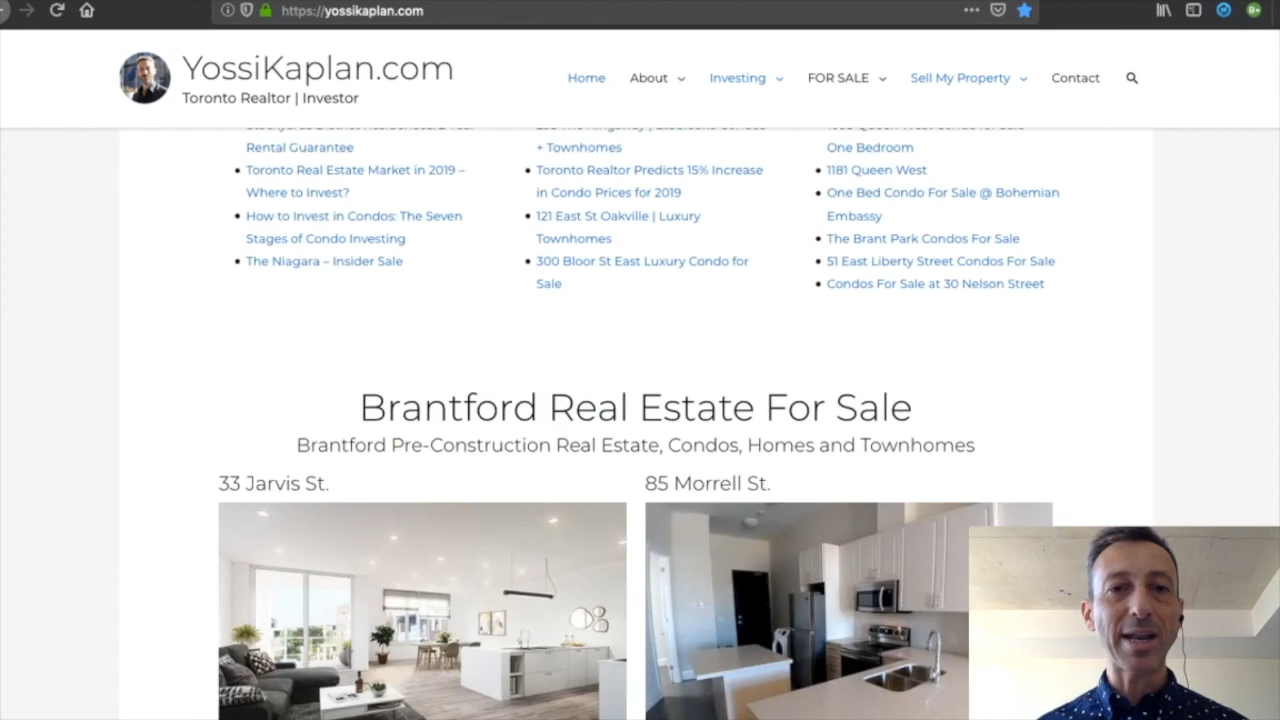 https://yossikaplan.com
B+
YossiKaplan.com
Toronto Realtor | Investor
Home
About
Investing
FOR SALE
Sell My Property
Contact
Rental Guarantee
Toronto Real Estate Market in 2019 –
Where to Invest?
How to Invest in Condos: The Seven
Stages of Condo Investing
The Niagara – Insider Sale
+ Townhomes
Toronto Realtor Predicts 15% Increase
in Condo Prices for 2019
121 East St Oakville | Luxury
Townhomes
300 Bloor St East Luxury Condo for
Sale
One Bedroom
1181 Queen West
One Bed Condo For Sale @ Bohemian
Embassy
The Brant Park Condos For Sale
51 East Liberty Street Condos For Sale
Condos For Sale at 30 Nelson Street
Brantford Real Estate For Sale
Brantford Pre-Construction Real Estate, Condos, Homes and Townhomes
33 Jarvis St.
85 Morrell St.